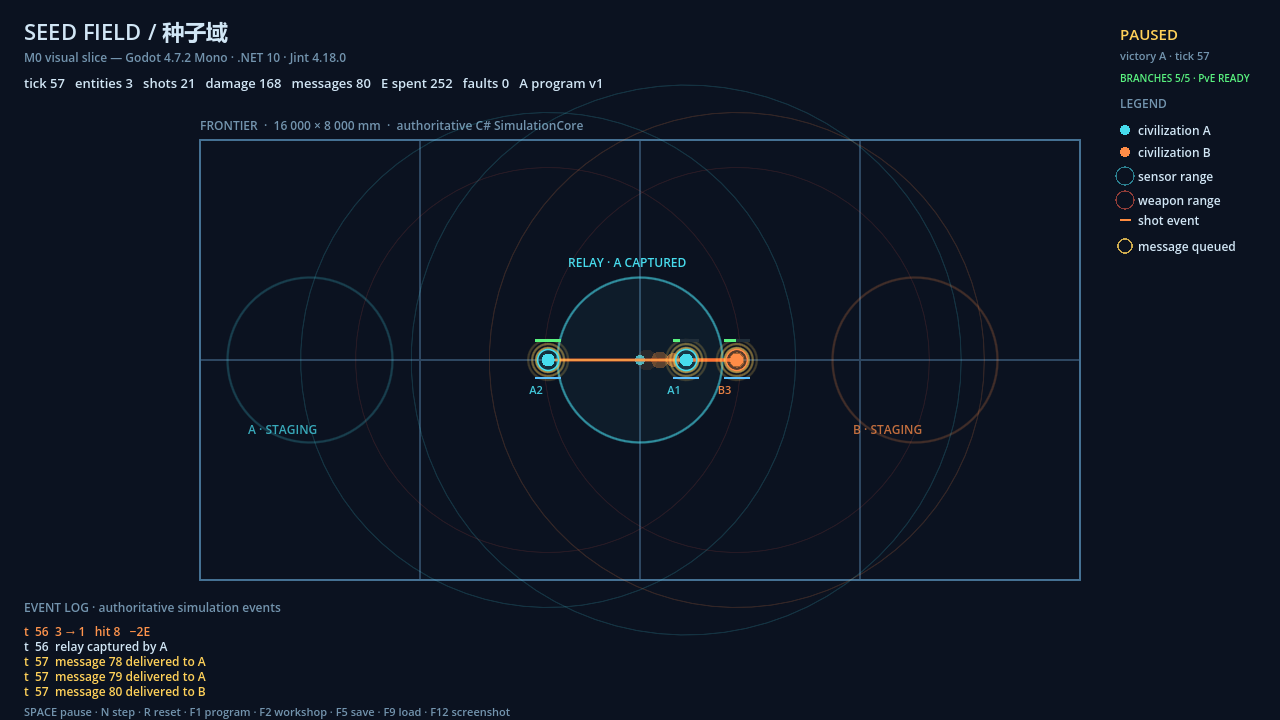 SEED FIELD / 种子域
M0 visual slice — Godot 4.7.2 Mono · .NET 10 · Jint 4.18.0
tick 57 entities 3 shots 21 damage 168 messages 80 E spent 252 faults 0 A program v1
PAUSED
victory A · tick 57
BRANCHES 5/5 · PvE READY
LEGEND
civilization A
civilization B
sensor range
weapon range
shot event
message queued
FRONTIER · 16 000 × 8 000 mm · authoritative C# SimulationCore
RELAY · A CAPTURED
A2
A1
B3
A · STAGING
B · STAGING
EVENT LOG · authoritative simulation events
t 56 3 → 1 hit 8 −2E
t 56 relay captured by A
t 57 message 78 delivered to A
t 57 message 79 delivered to A
t 57 message 80 delivered to B
SPACE pause · N step · R reset · F1 program · F2 workshop · F5 save · F9 load · F12 screenshot